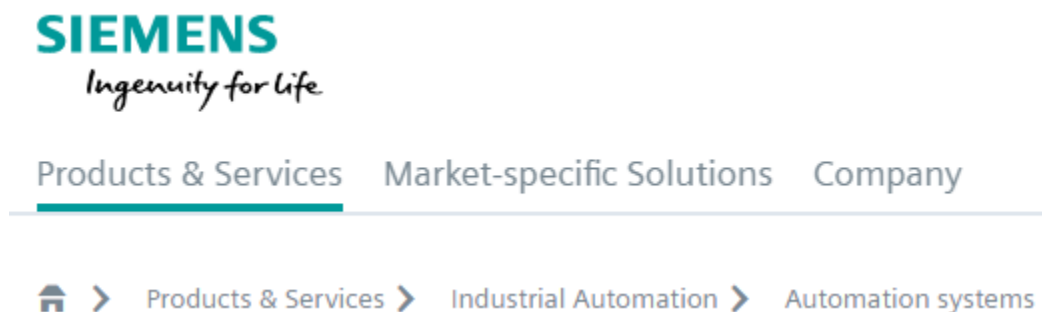 SIEMENS
Ingenuity for life
Products & Services Market-specific Solutions Company
Products & Services Industrial Automation Automation systems